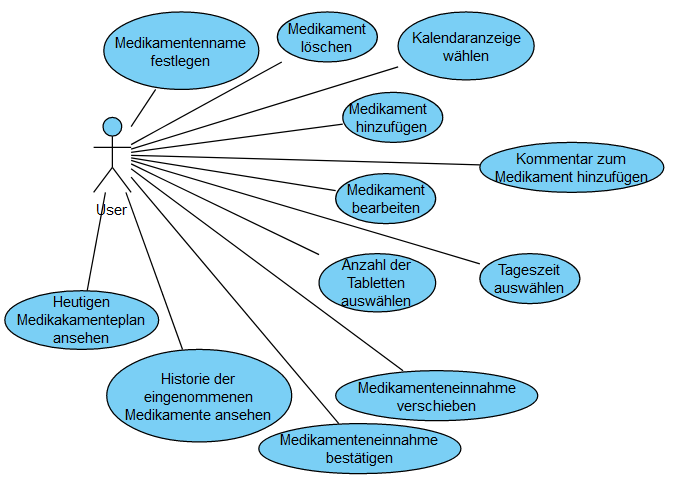 Medikamentenname
festlegen
Medikament
löschen
Kalendaranzeige
wählen
Medikament
hinzufügen
Kommentar zum
Medikament hinzufügen
User
Medikament
bearbeiten
Anzahl der
Tabletten
auswählen
Tageszeit
auswählen
Heutigen
Medikakamenteplan
ansehen
Historie der
eingenommenen
Medikamente ansehen
Medikamenteneinnahme
verschieben
Medikamenteneinnahme
bestätigen